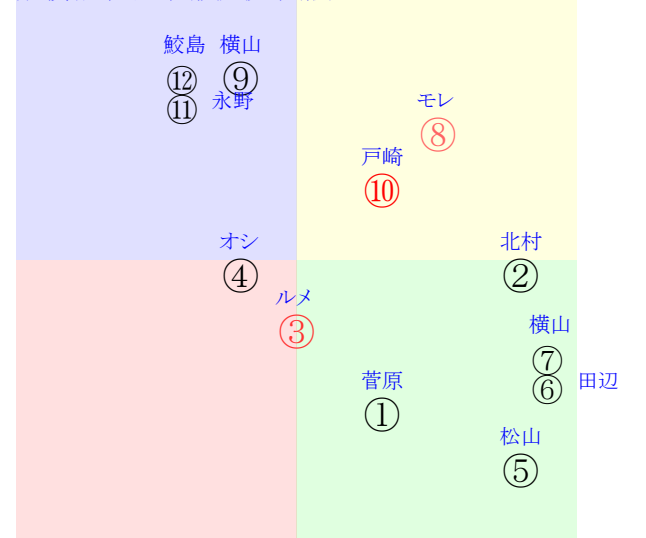 鮫島 横山
⑫ ⑨
⑪ 永野
モレ
⑧
戸崎
⑩
オシ
④
北村
②
ルメ
③
横山
⑦
⑥ 田辺
菅原
①
松山
⑤